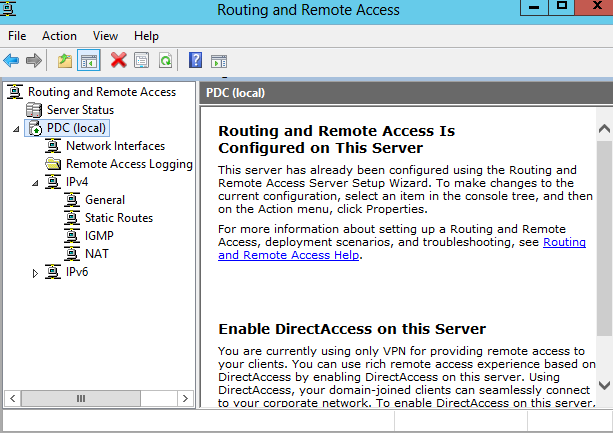 Routing and Remote Access
File Action View Help
Routing and Remote Access
Server Status
PDC (local)
Network Interfaces
Remote Access Logging
IPv4
General
Static Routes
IGMP
NAT
IPv6
PDC (local)
Routing and Remote Access Is
Configured on This Server
This server has already been configured using the Routing and
Remote Access Server Setup Wizard. To make changes to the
current configuration, select an item in the console tree, and then
on the Action menu, click Properties.
For more information about setting up a Routing and Remote
Access, deployment scenarios, and troubleshooting, see Routing
and Remote Access Help.
Enable DirectAccess on this Server
You are currently using only VPN for providing remote access to
your clients. You can use rich remote access experience based on
DirectAccess by enabling DirectAccess on this server. Using
DirectAccess, your domain-joined clients can seamlessly connect
to your corporate network. To enable DirectAccess on this server,